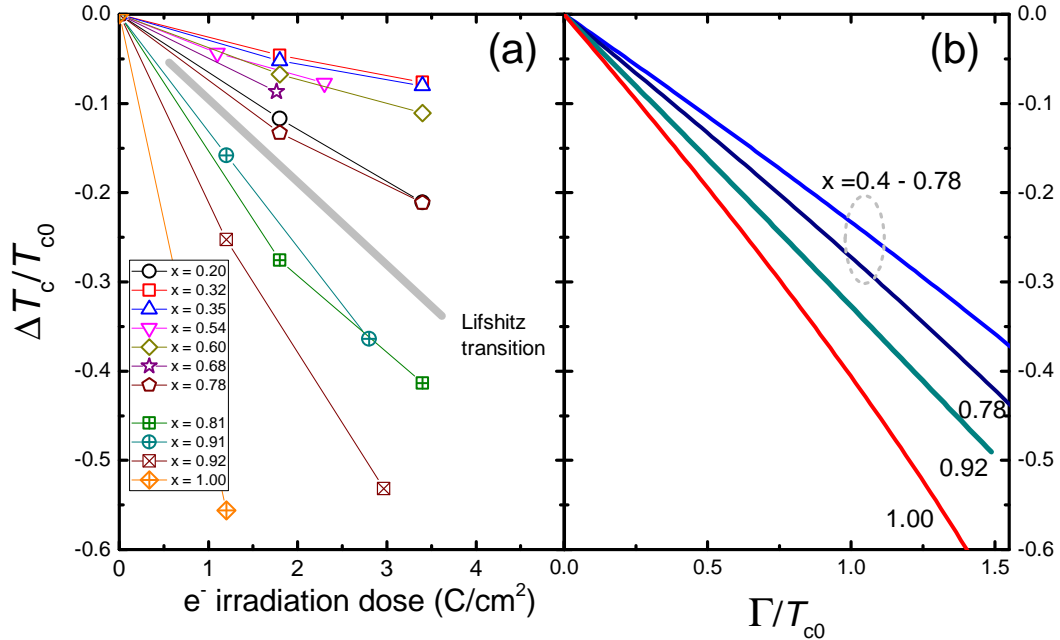 (a)
(b)
0.0
-0.1
-0.2
-0.3
-0.4
-0.5
-0.6
ΔTc/Tc0
x = 0.20
x = 0.32
x = 0.35
x = 0.54
x = 0.60
x = 0.68
x = 0.78
x = 0.81
x = 0.91
x = 0.92
x = 1.00
Lifshitz
transition
0 1 2 3 4
e⁻ irradiation dose (C/cm²)
x =0.4 - 0.78
0.78
0.92
1.00
0.0
-0.1
-0.2
-0.3
-0.4
-0.5
-0.6
0.0 0.5 1.0 1.5
Γ/Tc0